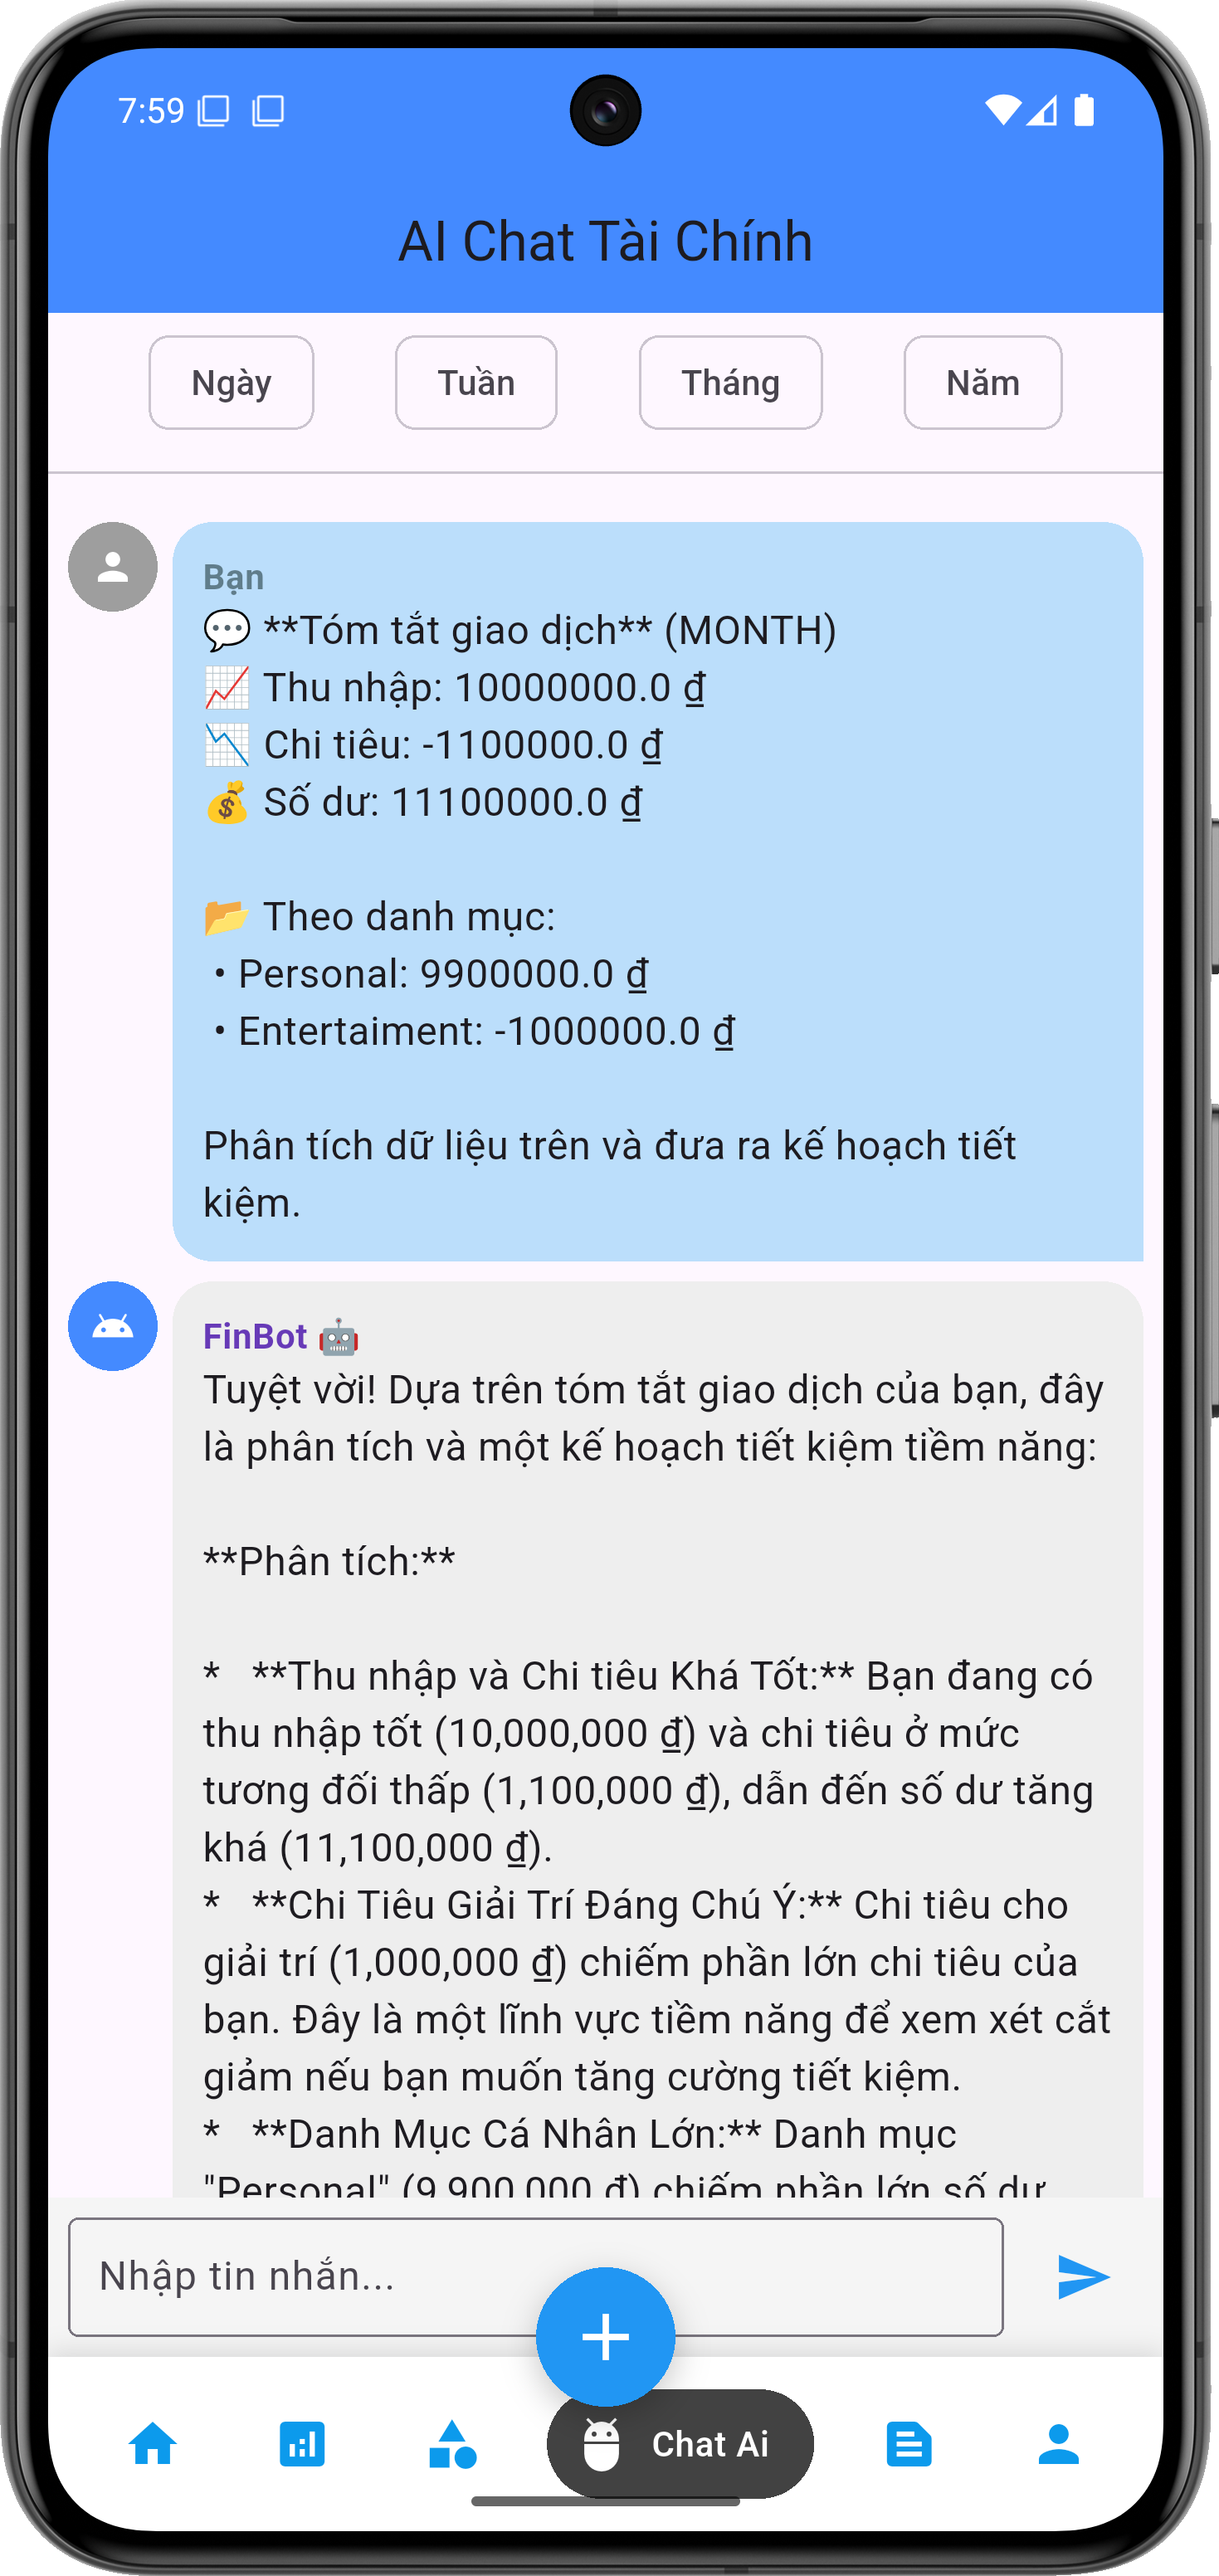 7:59
AI Chat Tài Chính
Ngày Tuần Tháng Năm
Bạn
💬 **Tóm tắt giao dịch** (MONTH)
📈 Thu nhập: 10000000.0 ₫
📉 Chi tiêu: -1100000.0 ₫
💰 Số dư: 11100000.0 ₫
📂 Theo danh mục:
• Personal: 9900000.0 ₫
• Entertaiment: -1000000.0 ₫
Phân tích dữ liệu trên và đưa ra kế hoạch tiết
kiệm.
FinBot 🤖
Tuyệt vời! Dựa trên tóm tắt giao dịch của bạn, đây
là phân tích và một kế hoạch tiết kiệm tiềm năng:
**Phân tích:**
* **Thu nhập và Chi tiêu Khá Tốt:** Bạn đang có
thu nhập tốt (10,000,000 ₫) và chi tiêu ở mức
tương đối thấp (1,100,000 ₫), dẫn đến số dư tăng
khá (11,100,000 ₫).
* **Chi Tiêu Giải Trí Đáng Chú Ý:** Chi tiêu cho
giải trí (1,000,000 ₫) chiếm phần lớn chi tiêu của
bạn. Đây là một lĩnh vực tiềm năng để xem xét cắt
giảm nếu bạn muốn tăng cường tiết kiệm.
* **Danh Mục Cá Nhân Lớn:** Danh mục
"Personal" (9,900,000 ₫) chiếm phần lớn số dư
Nhập tin nhắn...
Chat Ai